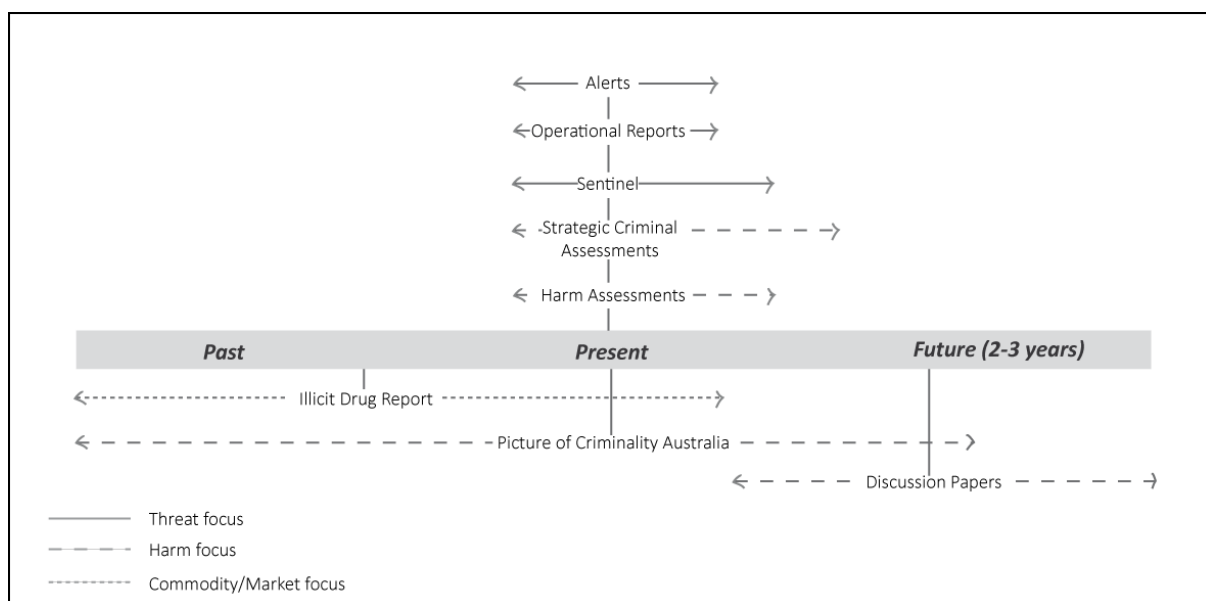 Alerts
Operational Reports
Sentinel
Strategic Criminal
Assessments
Harm Assessments
Past Present Future (2-3 years)
Illicit Drug Report
Picture of Criminality Australia
Discussion Papers
Threat focus
Harm focus
Commodity/Market focus